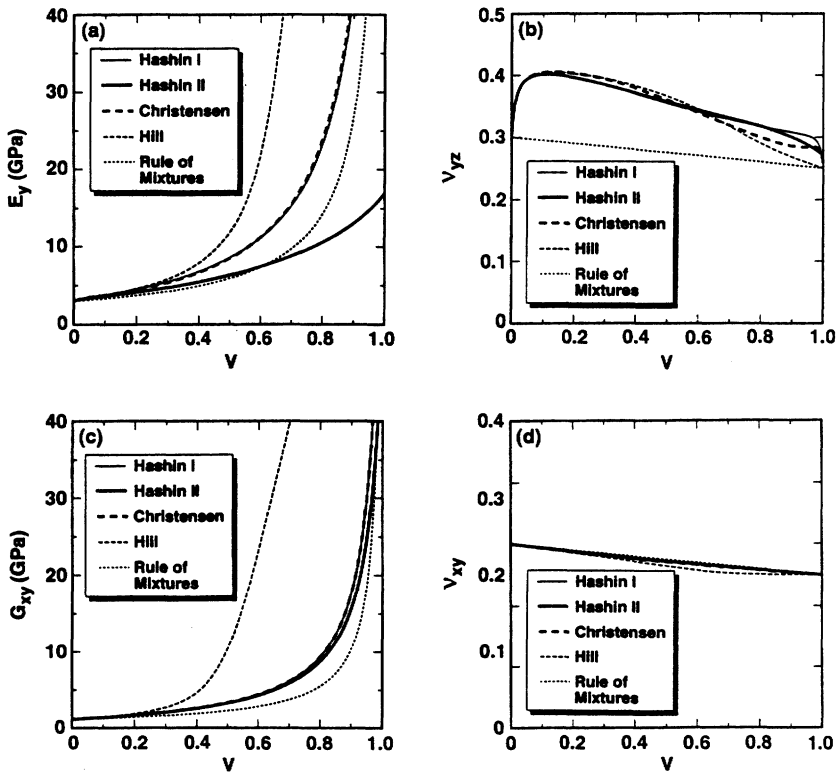 (a)
40
30
20
10
0
E_y (GPa)
Hashin I
Hashin II
Christensen
Hill
Rule of
Mixtures
0 0.2 0.4 0.6 0.8 1.0
V
(b)
0.5
0.4
0.3
0.2
0.1
0
ν_yz
Hashin I
Hashin II
Christensen
Hill
Rule of
Mixtures
0 0.2 0.4 0.6 0.8 1.0
V
(c)
40
30
20
10
0
G_xy (GPa)
Hashin I
Hashin II
Christensen
Hill
Rule of
Mixtures
0 0.2 0.4 0.6 0.8 1.0
V
(d)
0.4
0.3
0.2
0.1
0
ν_xy
Hashin I
Hashin II
Christensen
Hill
Rule of
Mixtures
0 0.2 0.4 0.6 0.8 1.0
V